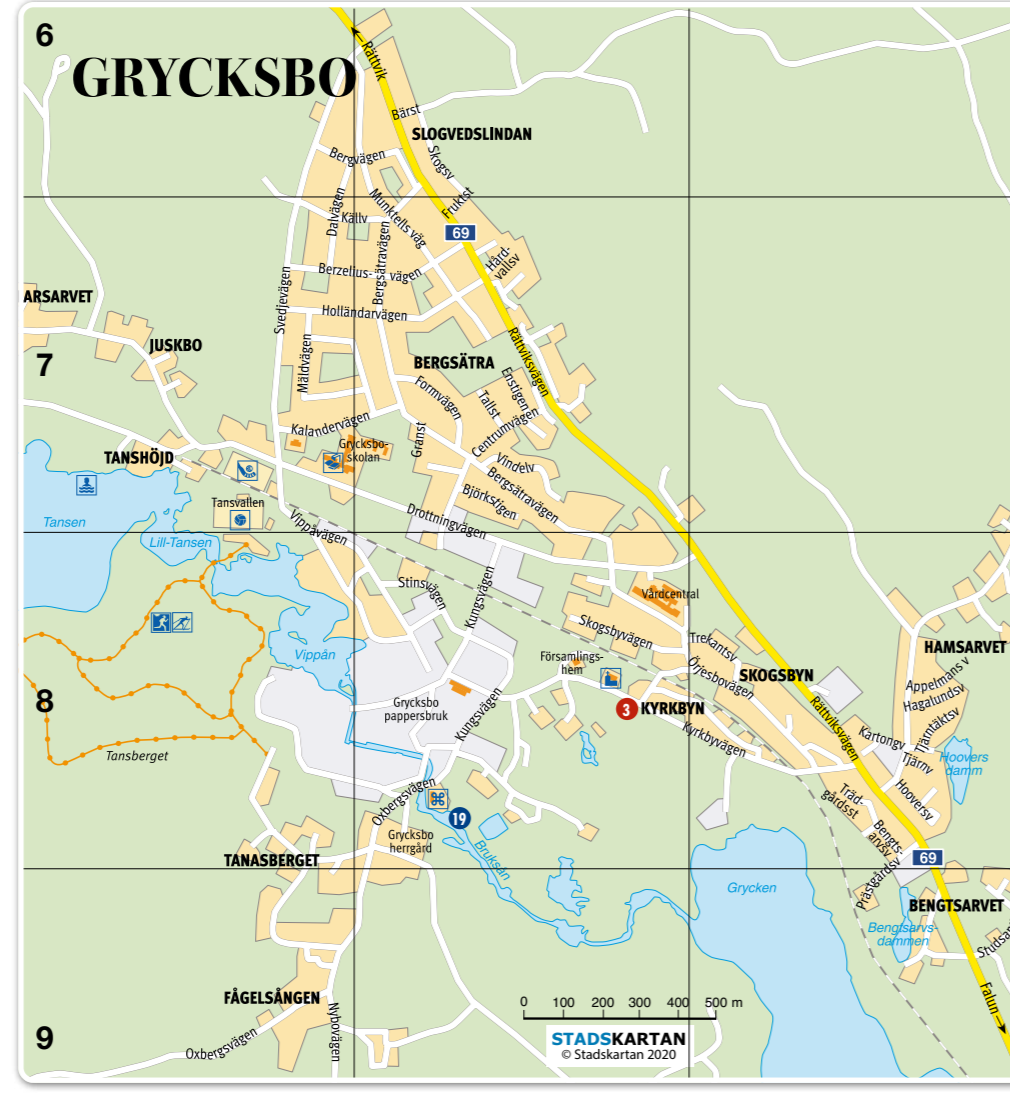 6
GRYCKSBO
← Rättvik
Bärst
SLOGVEDSLINDAN
Skogsv
Bergvägen
Fruktst
Munkfells väg
Dalvägen
Källv
69
Hård-
vallsv
Bergsätravägen
Berzelius- vägen
Svedjevägen
ARSARVET
Holländarvägen
JUSKBO
7
Mäldvägen
BERGSÄTRA
Rättviksvägen
Formvägen
Enstigen
Tallst
Centrumvägen
Kalandervägen
Gränst
Grycksbo-
skolan
TANSHÖJD
Vindelv
Bergsätravägen
Björkstigen
Tansvallen
Drottningvägen
Vippavägen
Tansen
Lill-Tansen
Stinsvägen
Kungsvägen
Vårdcentral
Skogsbyvägen
Trekantsv
Vippån
Församlings-
hem
Örjesbovägen
SKOGSBYN
HAMSARVET
Appelmans v
Hagalundsv
8
Grycksbo
pappersbruk
Kungsvägen
3
KYRKBYN
Kyrkbyvägen
Rättviksvägen
Tjärntäktsv
Kartongv
Tjärnv
Hoovers
damm
Tansberget
Oxbergsvägen
19
Hooversv
Träd-
gårdsst
Bengts-
arvsv
Grycksbo
herrgård
Bruksån
TANASBERGET
69
Prästgårdsv
Grycken
BENGTSARVET
Bengtsarvs-
dammen
Studsar
FÅGELSÅNGEN
Falun →
9
Oxbergsvägen
Nybovägen
0 100 200 300 400 500 m
STADSKARTAN
© Stadskartan 2020